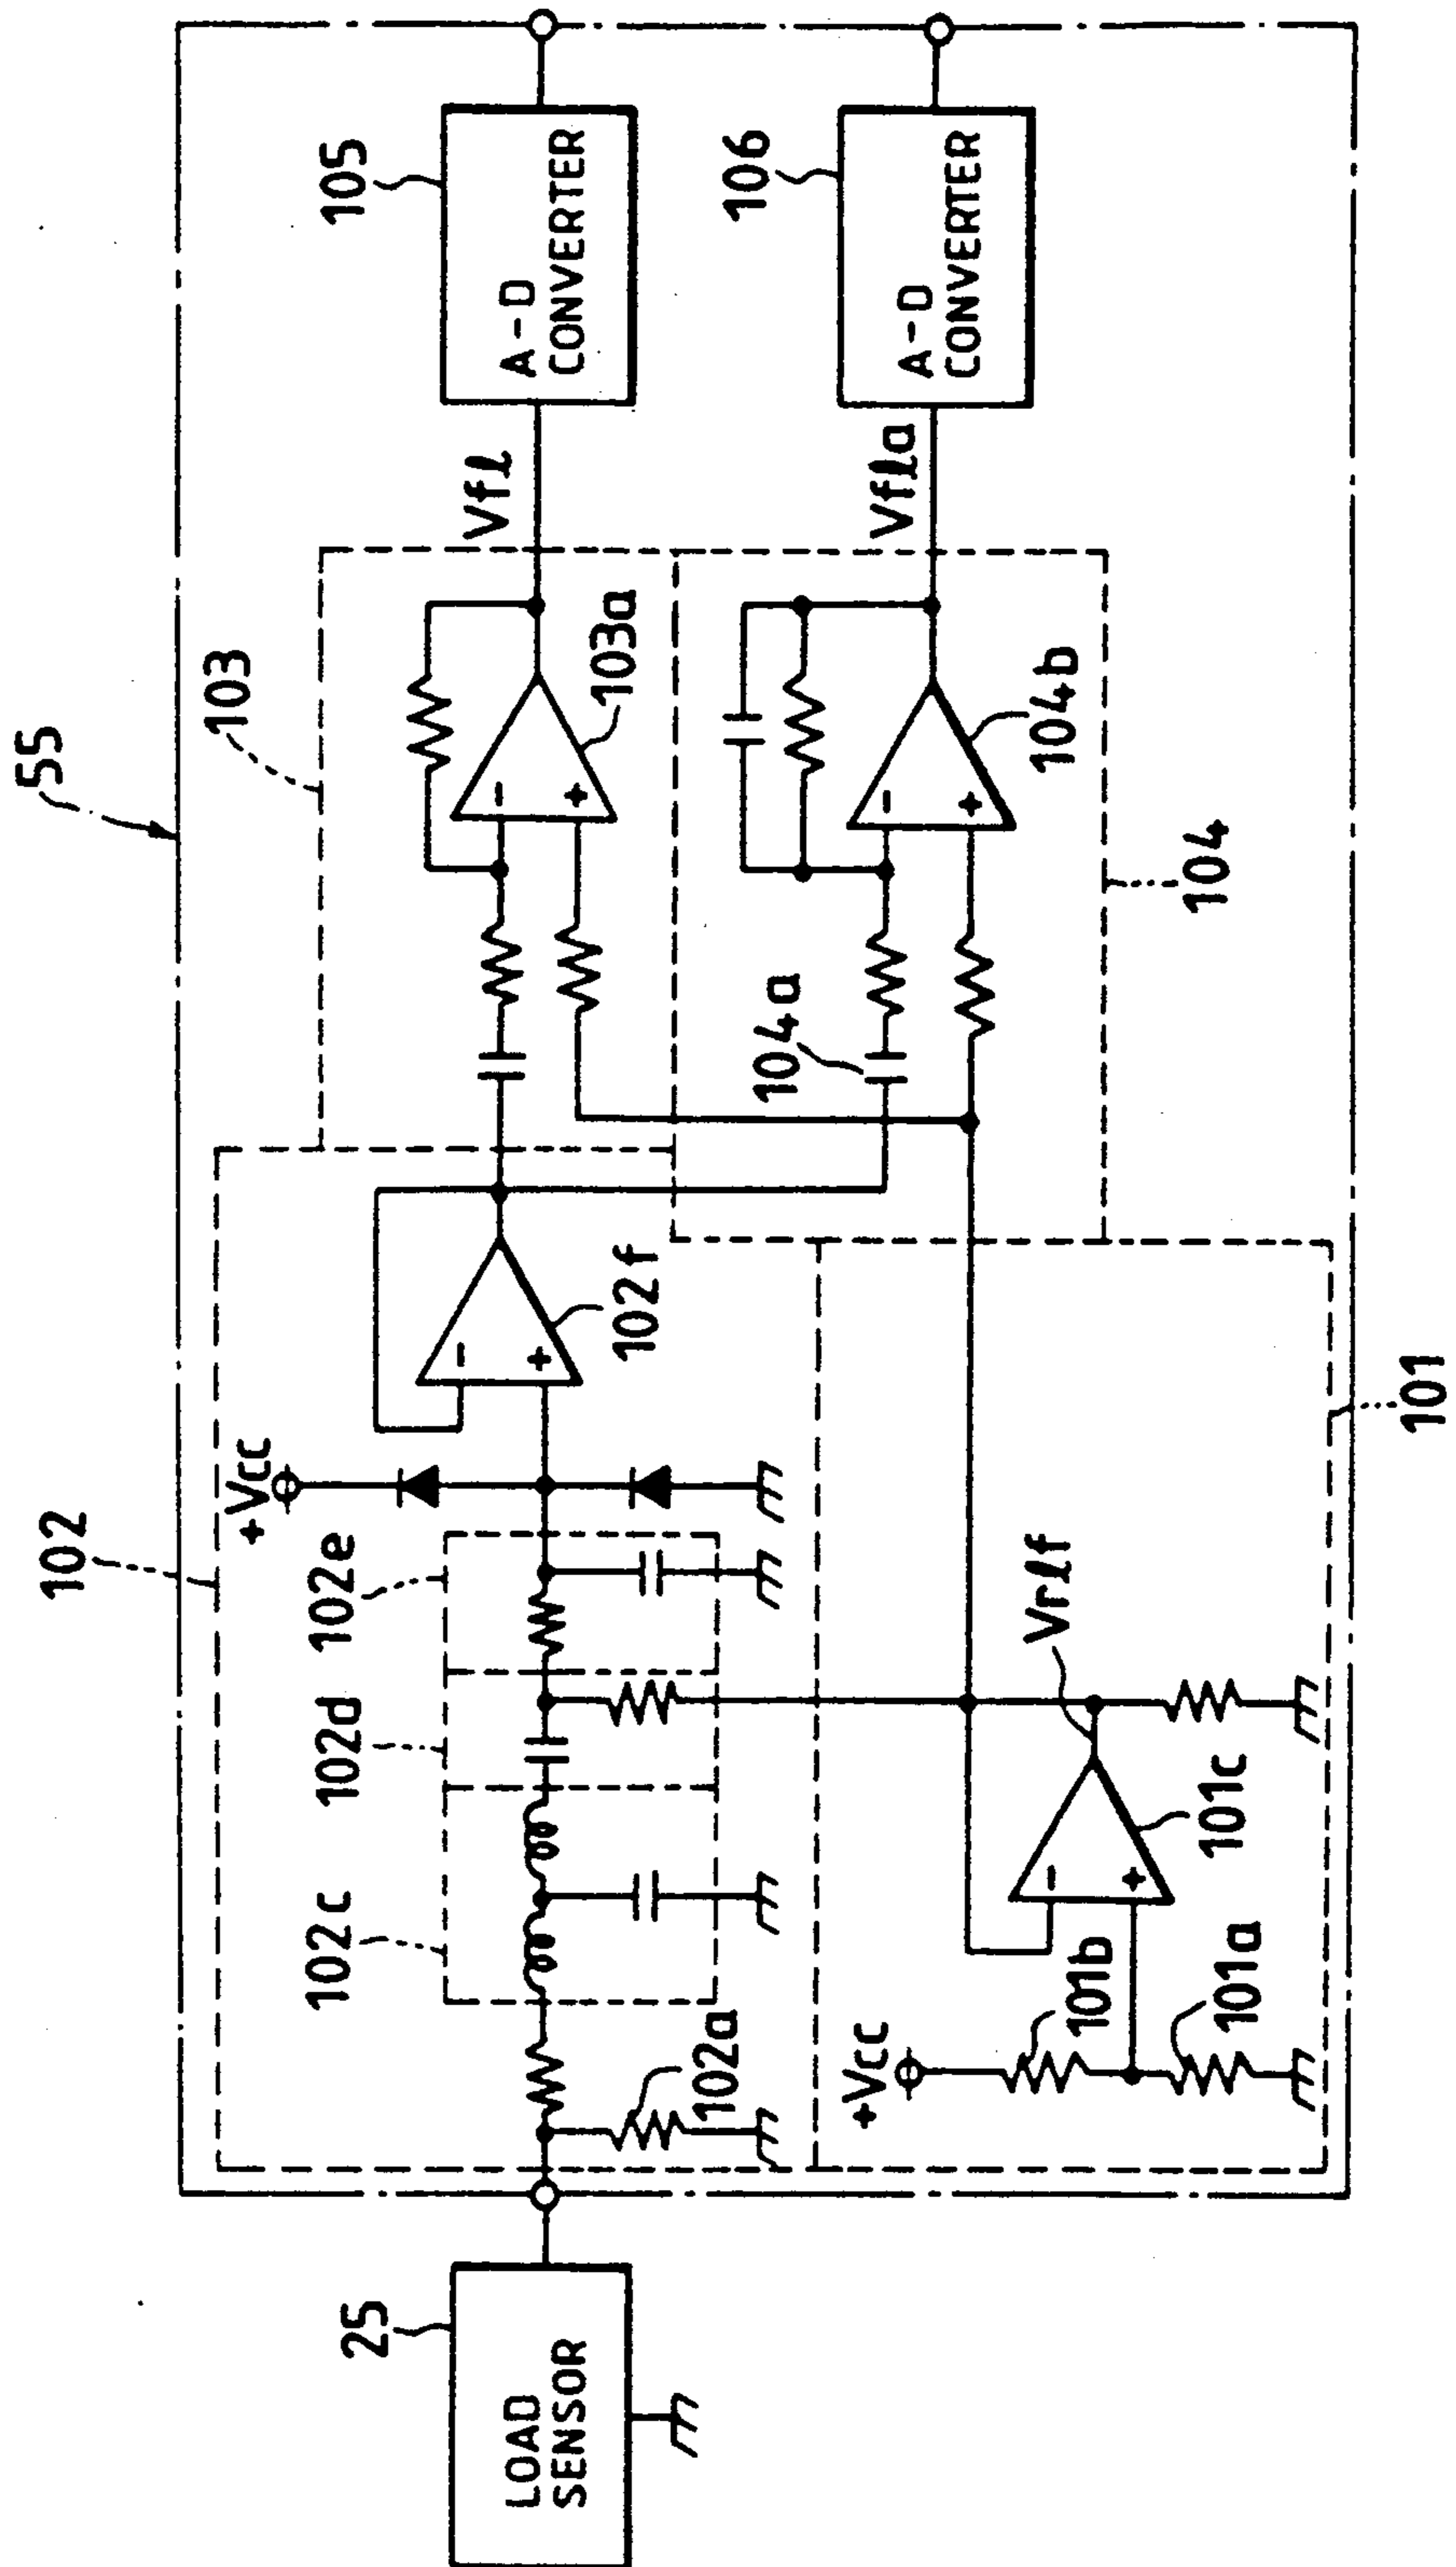 55
102
103
105
+Vcc
102e
102d
102c
25
LOAD
SENSOR
102a
102f
103a
Vfℓ
A-D
CONVERTER
-
+
-
+
106
104a
104b
Vfℓa
A-D
CONVERTER
-
+
104
+Vcc
101b
101a
101c
Vrℓf
-
+
101